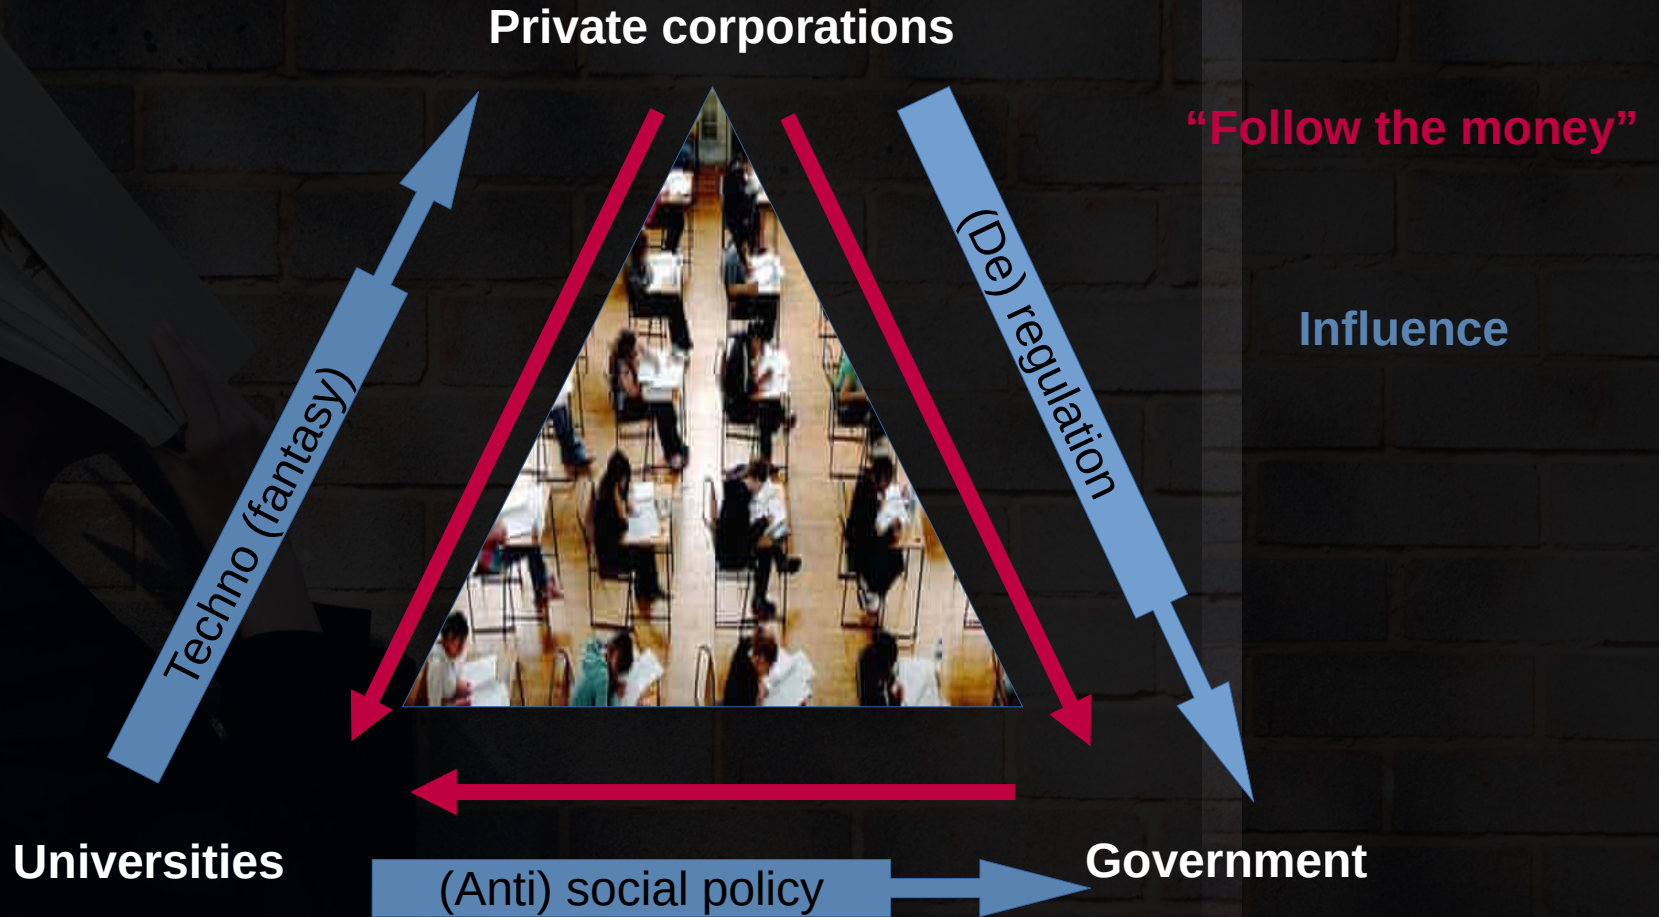 Private corporations
“Follow the money”
Influence
Techno (fantasy)
(De) regulation
Universities
Government
(Anti) social policy